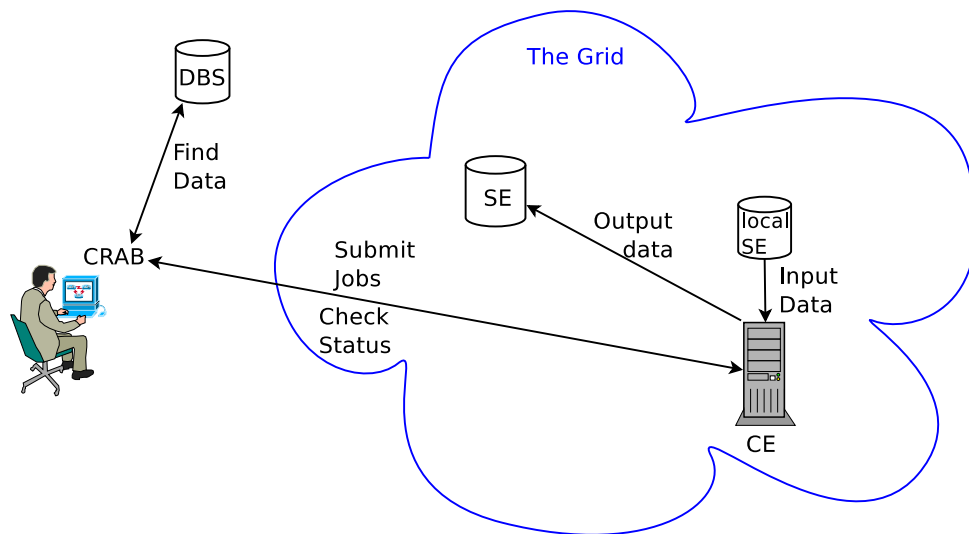 The Grid
DBS
Find
Data
SE
Output
data
local
SE
CRAB
Submit
Jobs
Input
Data
Check
Status
CE